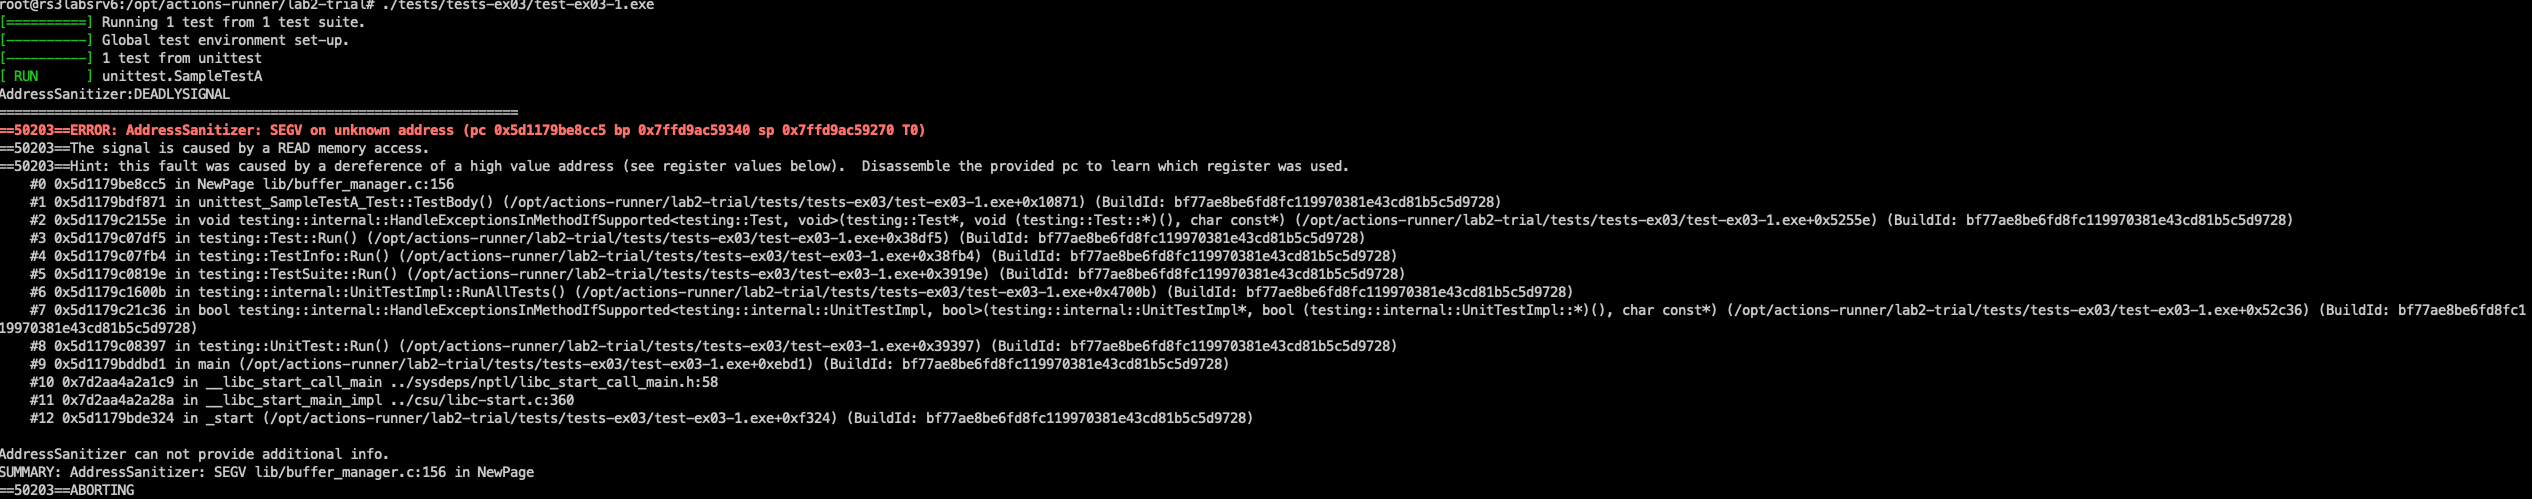 root@rs3labsrv6:/opt/actions-runner/lab2-trial# ./tests/tests-ex03/test-ex03-1.exe
[==========] Running 1 test from 1 test suite.
[----------] Global test environment set-up.
[----------] 1 test from unittest
[ RUN      ] unittest.SampleTestA
AddressSanitizer:DEADLYSIGNAL
=================================================================
==50203==ERROR: AddressSanitizer: SEGV on unknown address (pc 0x5d1179be8cc5 bp 0x7ffd9ac59340 sp 0x7ffd9ac59270 T0)
==50203==The signal is caused by a READ memory access.
==50203==Hint: this fault was caused by a dereference of a high value address (see register values below).  Disassemble the provided pc to learn which register was used.
    #0 0x5d1179be8cc5 in NewPage lib/buffer_manager.c:156
    #1 0x5d1179bdf871 in unittest_SampleTestA_Test::TestBody() (/opt/actions-runner/lab2-trial/tests/tests-ex03/test-ex03-1.exe+0x10871) (BuildId: bf77ae8be6fd8fc119970381e43cd81b5c5d9728)
    #2 0x5d1179c2155e in void testing::internal::HandleExceptionsInMethodIfSupported<testing::Test, void>(testing::Test*, void (testing::Test::*)(), char const*) (/opt/actions-runner/lab2-trial/tests/tests-ex03/test-ex03-1.exe+0x5255e) (BuildId: bf77ae8be6fd8fc119970381e43cd81b5c5d9728)
    #3 0x5d1179c07df5 in testing::Test::Run() (/opt/actions-runner/lab2-trial/tests/tests-ex03/test-ex03-1.exe+0x38df5) (BuildId: bf77ae8be6fd8fc119970381e43cd81b5c5d9728)
    #4 0x5d1179c07fb4 in testing::TestInfo::Run() (/opt/actions-runner/lab2-trial/tests/tests-ex03/test-ex03-1.exe+0x38fb4) (BuildId: bf77ae8be6fd8fc119970381e43cd81b5c5d9728)
    #5 0x5d1179c0819e in testing::TestSuite::Run() (/opt/actions-runner/lab2-trial/tests/tests-ex03/test-ex03-1.exe+0x3919e) (BuildId: bf77ae8be6fd8fc119970381e43cd81b5c5d9728)
    #6 0x5d1179c1600b in testing::internal::UnitTestImpl::RunAllTests() (/opt/actions-runner/lab2-trial/tests/tests-ex03/test-ex03-1.exe+0x4700b) (BuildId: bf77ae8be6fd8fc119970381e43cd81b5c5d9728)
    #7 0x5d1179c21c36 in bool testing::internal::HandleExceptionsInMethodIfSupported<testing::internal::UnitTestImpl, bool>(testing::internal::UnitTestImpl*, bool (testing::internal::UnitTestImpl::*)(), char const*) (/opt/actions-runner/lab2-trial/tests/tests-ex03/test-ex03-1.exe+0x52c36) (BuildId: bf77ae8be6fd8fc1
19970381e43cd81b5c5d9728)
    #8 0x5d1179c08397 in testing::UnitTest::Run() (/opt/actions-runner/lab2-trial/tests/tests-ex03/test-ex03-1.exe+0x39397) (BuildId: bf77ae8be6fd8fc119970381e43cd81b5c5d9728)
    #9 0x5d1179bddbd1 in main (/opt/actions-runner/lab2-trial/tests/tests-ex03/test-ex03-1.exe+0xebd1) (BuildId: bf77ae8be6fd8fc119970381e43cd81b5c5d9728)
    #10 0x7d2aa4a2a1c9 in __libc_start_call_main ../sysdeps/nptl/libc_start_call_main.h:58
    #11 0x7d2aa4a2a28a in __libc_start_main_impl ../csu/libc-start.c:360
    #12 0x5d1179bde324 in _start (/opt/actions-runner/lab2-trial/tests/tests-ex03/test-ex03-1.exe+0xf324) (BuildId: bf77ae8be6fd8fc119970381e43cd81b5c5d9728)

AddressSanitizer can not provide additional info.
SUMMARY: AddressSanitizer: SEGV lib/buffer_manager.c:156 in NewPage
==50203==ABORTING